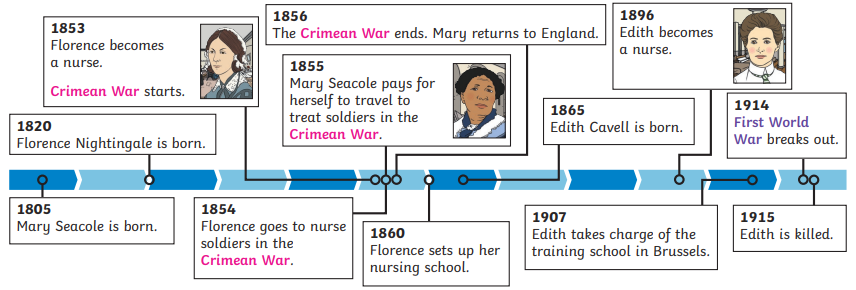 1853
Florence becomes
a nurse.
Crimean War starts.
1856
The Crimean War ends. Mary returns to England.
1896
Edith becomes
a nurse.
1855
Mary Seacole pays for
herself to travel to
treat soldiers in the
Crimean War.
1820
Florence Nightingale is born.
1865
Edith Cavell is born.
1914
First World
War breaks out.
1805
Mary Seacole is born.
1854
Florence goes to nurse
soldiers in the
Crimean War.
1860
Florence sets up her
nursing school.
1907
Edith takes charge of the
training school in Brussels.
1915
Edith is killed.